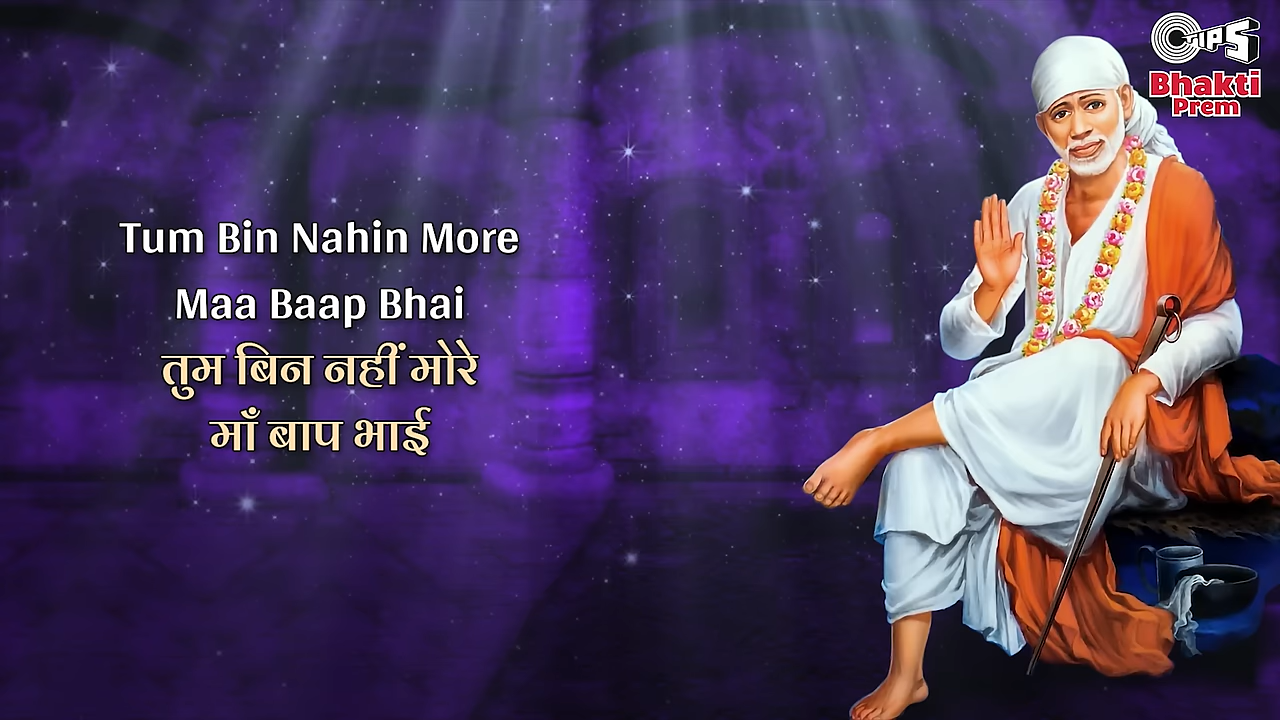 TIPS
Bhakti
Prem
Tum Bin Nahin More
Maa Baap Bhai
तुम बिन नहीं मोरे
माँ बाप भाई